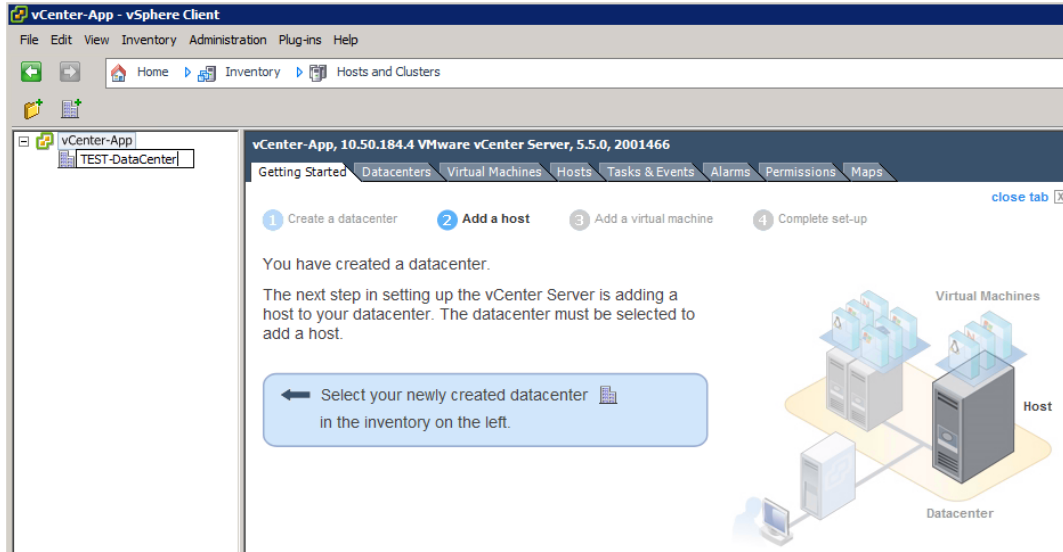 vCenter-App - vSphere Client
File Edit View Inventory Administration Plug-ins Help
Home Inventory Hosts and Clusters
vCenter-App
TEST-DataCenter
vCenter-App, 10.50.184.4 VMware vCenter Server, 5.5.0, 2001466
Getting Started Datacenters Virtual Machines Hosts Tasks & Events Alarms Permissions Maps
close tab X
1 Create a datacenter 2 Add a host 3 Add a virtual machine 4 Complete set-up
You have created a datacenter.
The next step in setting up the vCenter Server is adding a
host to your datacenter. The datacenter must be selected to
add a host.
Select your newly created datacenter
in the inventory on the left.
Virtual Machines
Host
Datacenter